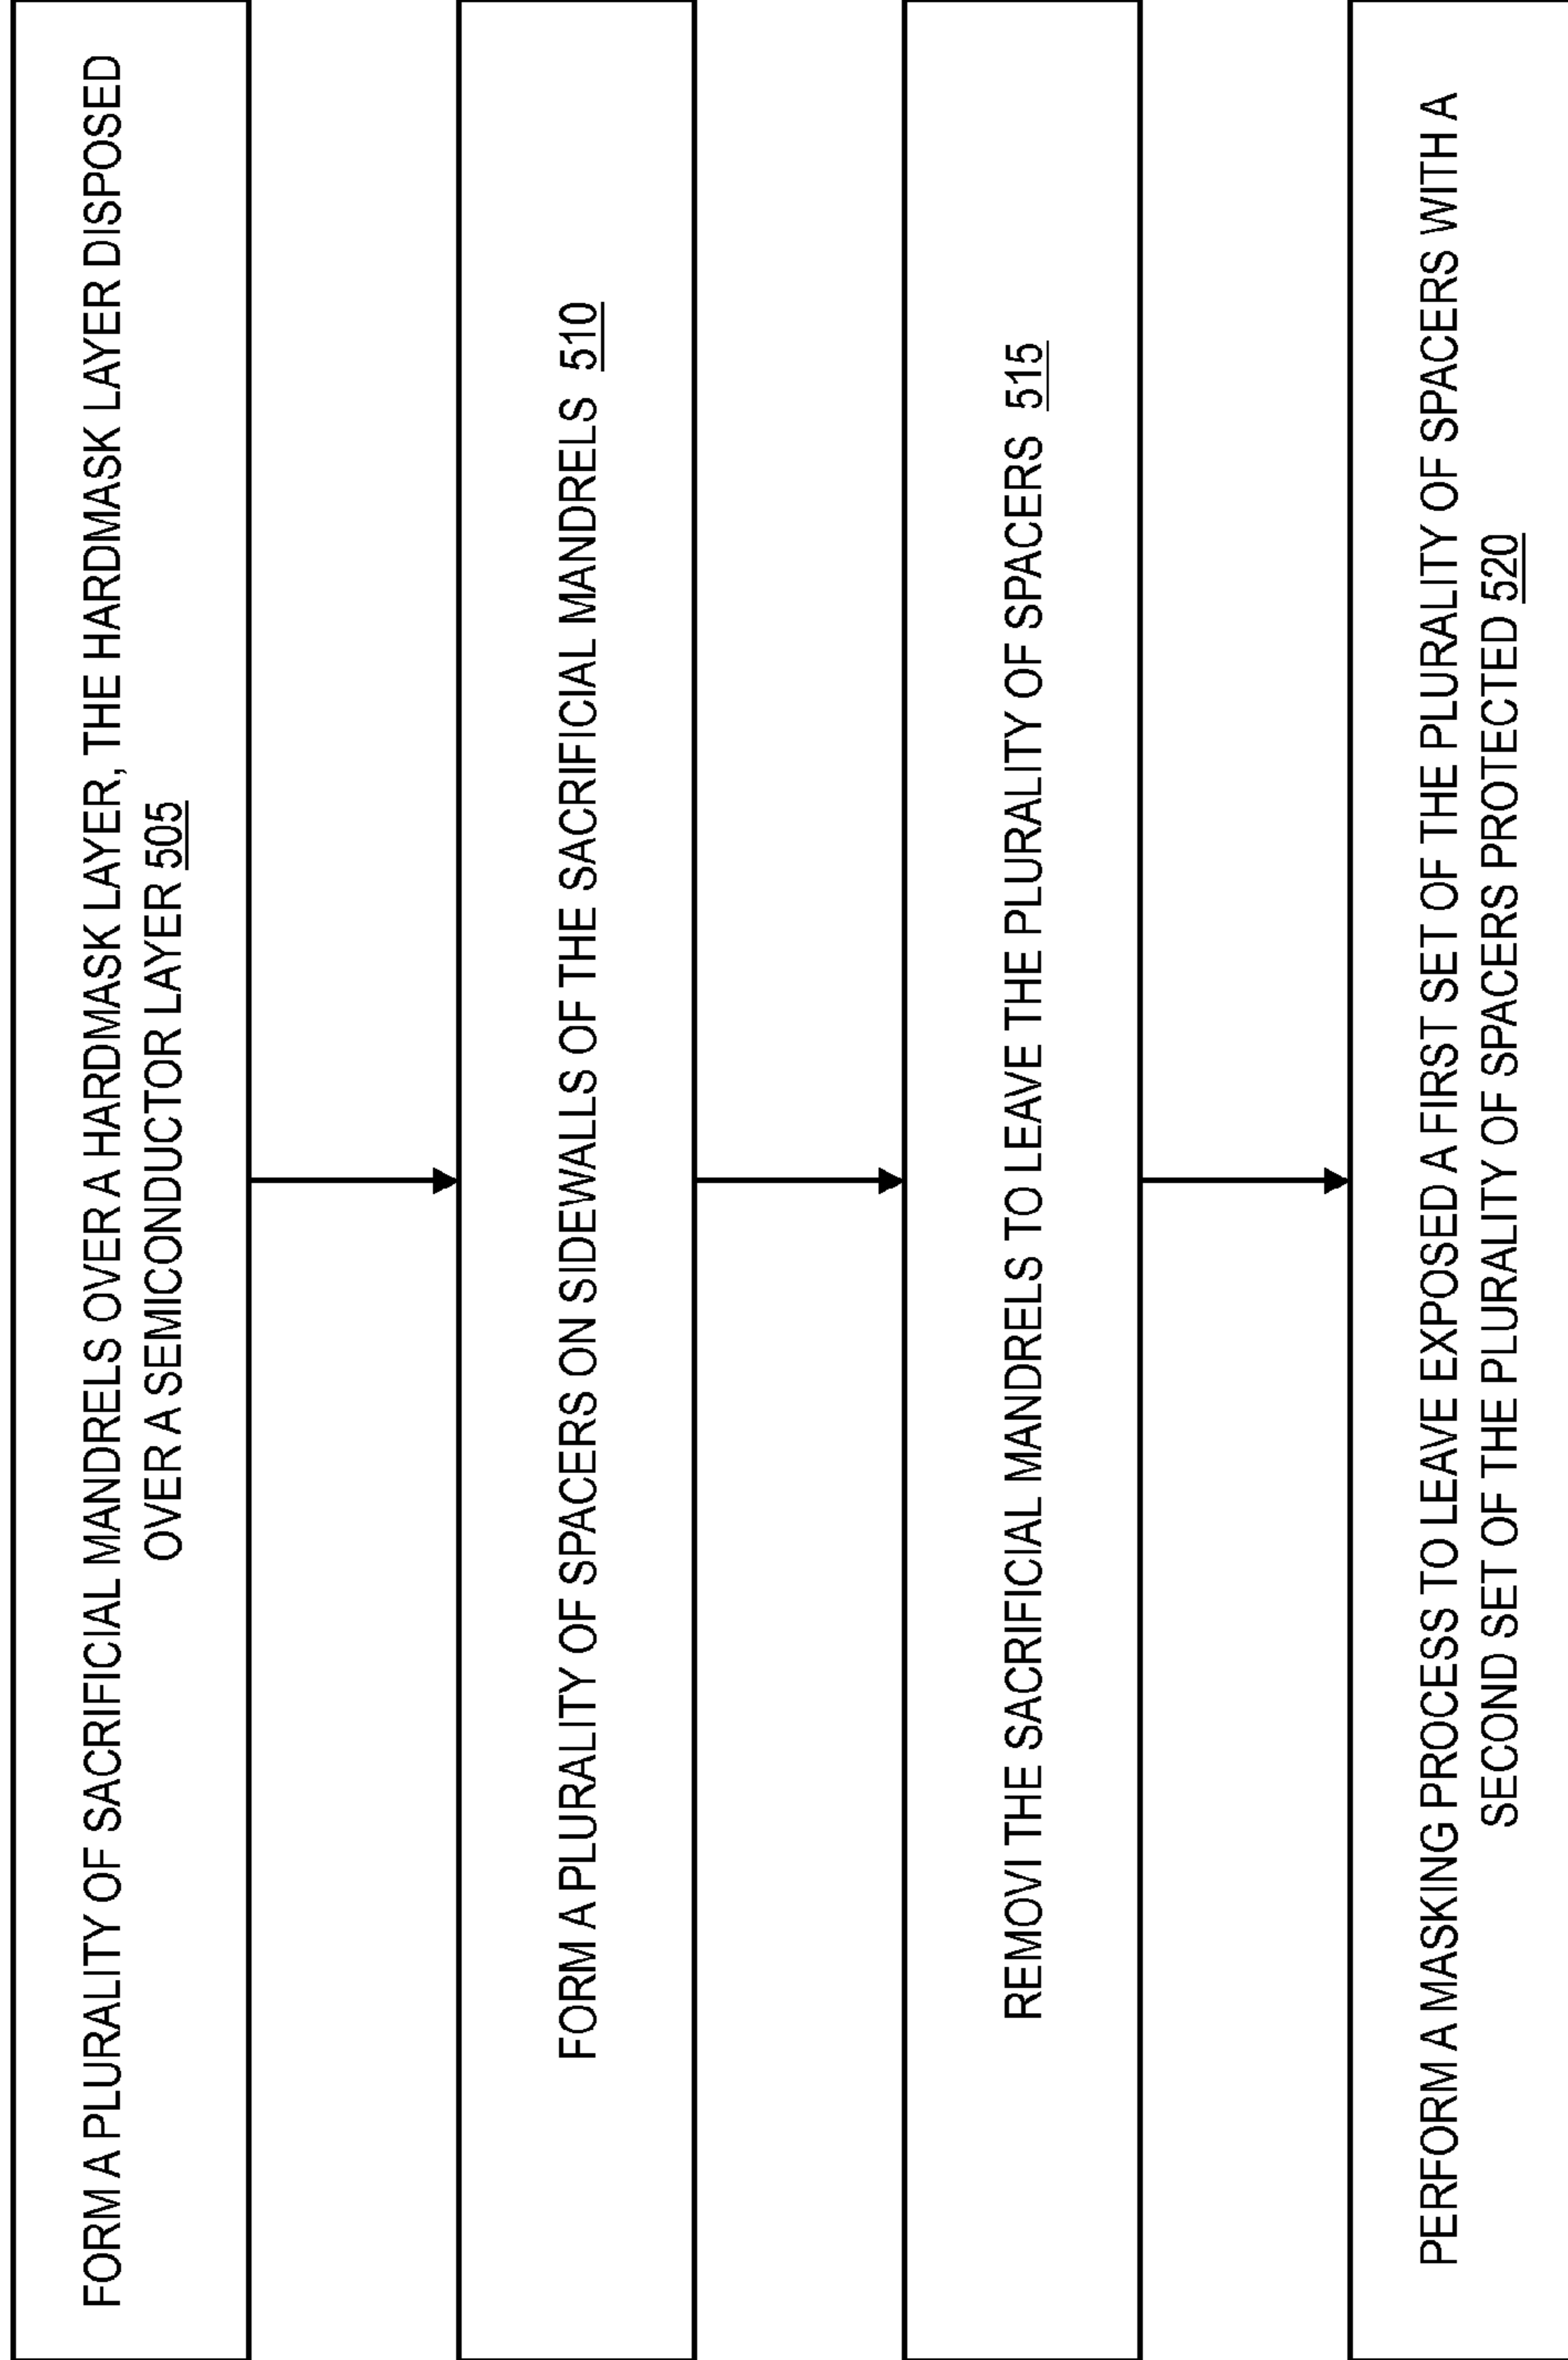 FORM A PLURALITY OF SACRIFICIAL MANDRELS OVER A HARDMASK LAYER, THE HARDMASK LAYER DISPOSED
OVER A SEMICONDUCTOR LAYER 505
FORM A PLURALITY OF SPACERS ON SIDEWALLS OF THE SACRIFICIAL MANDRELS 510
REMOVI THE SACRIFICIAL MANDRELS TO LEAVE THE PLURALITY OF SPACERS 515
PERFORM A MASKING PROCESS TO LEAVE EXPOSED A FIRST SET OF THE PLURALITY OF SPACERS WITH A
SECOND SET OF THE PLURALITY OF SPACERS PROTECTED 520